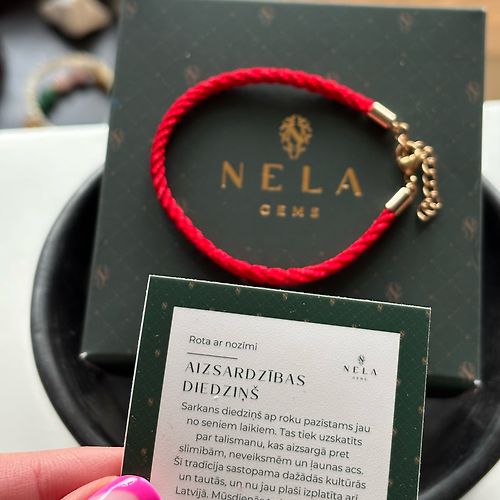 NELA
GEMS
Rota ar nozīmi
NELA
GEMS
AIZSARDZĪBAS
DIEDZIŅŠ
Sarkans diedziņš ap roku pazīstams jau
no seniem laikiem. Tas tiek uzskatīts
par talismanu, kas aizsargā pret
slimībām, neveiksmēm un ļaunas acs.
Šī tradīcija sastopama dažādās kultūrās
un tautās, un nu jau plaši izplatīta arī
Latvijā. Mūsdienās